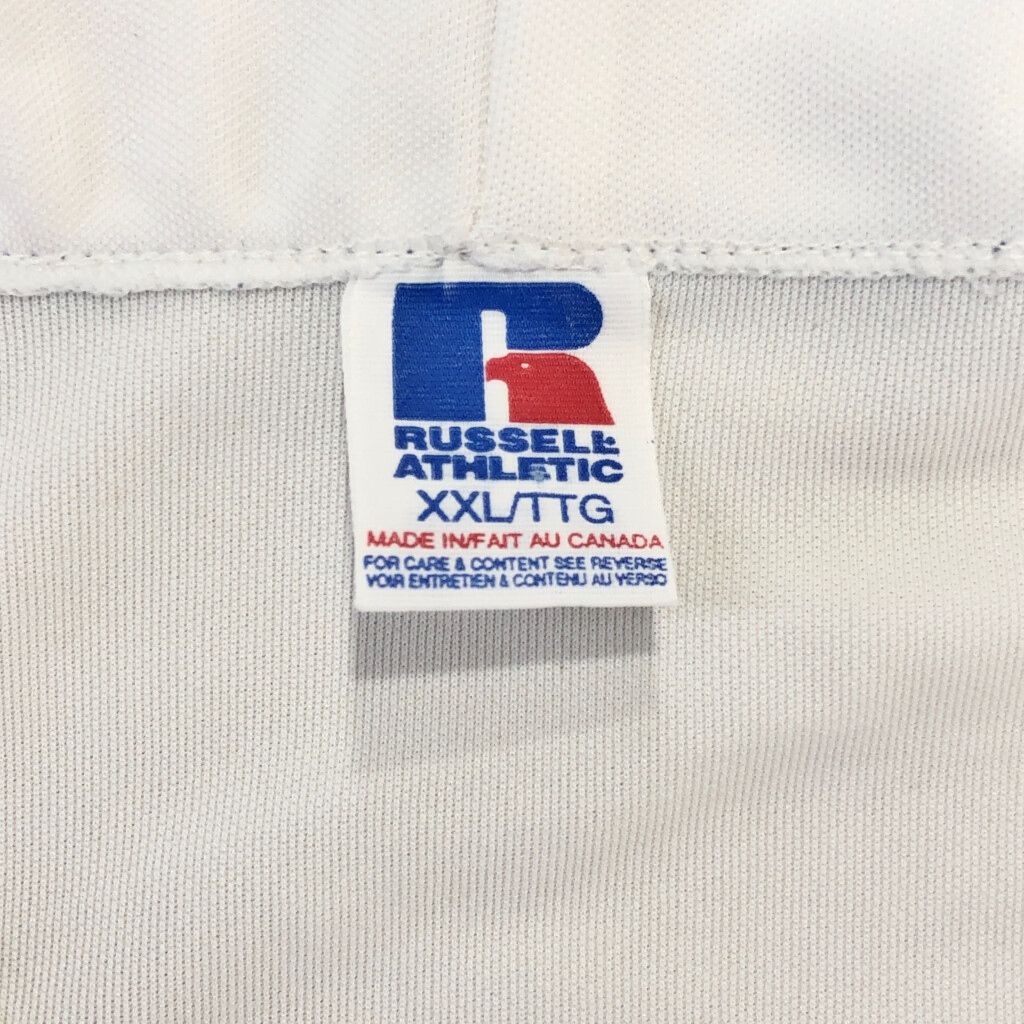 R
RUSSELL
ATHLETIC
XXL/TTG
MADE IN/FAIT AU CANADA
FOR CARE & CONTENT SEE REVERSE
VOIR ENTRETIEN & CONTENU AU VERSO